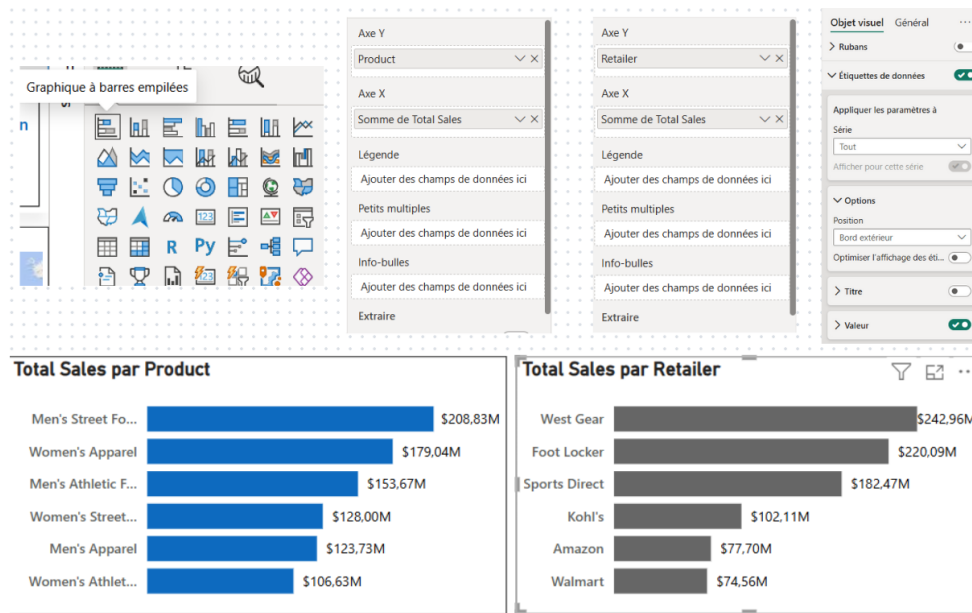 Graphique à barres empilées
123
R
Py
123
Axe Y
Product
Axe X
Somme de Total Sales
Légende
Ajouter des champs de données ici
Petits multiples
Ajouter des champs de données ici
Info-bulles
Ajouter des champs de données ici
Extraire
Axe Y
Retailer
Axe X
Somme de Total Sales
Légende
Ajouter des champs de données ici
Petits multiples
Ajouter des champs de données ici
Info-bulles
Ajouter des champs de données ici
Extraire
Objet visuel Général
Rubans
Étiquettes de données
Appliquer les paramètres à
Série
Tout
Afficher pour cette série
Options
Position
Bord extérieur
Optimiser l'affichage des éti...
Titre
Valeur
Total Sales par Product
Men's Street Fo... $208,83M
Women's Apparel $179,04M
Men's Athletic F... $153,67M
Women's Street... $128,00M
Men's Apparel $123,73M
Women's Athlet... $106,63M
Total Sales par Retailer
West Gear $242,96M
Foot Locker $220,09M
Sports Direct $182,47M
Kohl's $102,11M
Amazon $77,70M
Walmart $74,56M